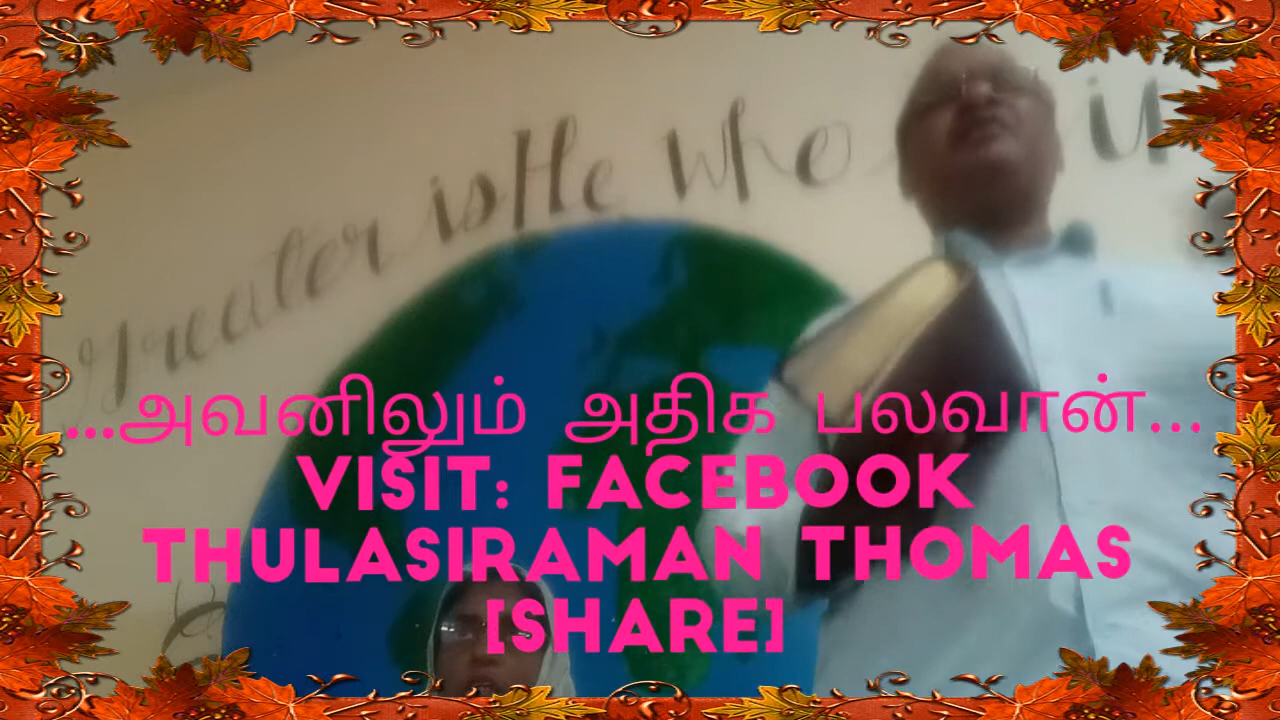 Greater is He who
...அவனிலும் அதிக பலவான்...
VISIT: FACEBOOK
THULASIRAMAN THOMAS
[SHARE]